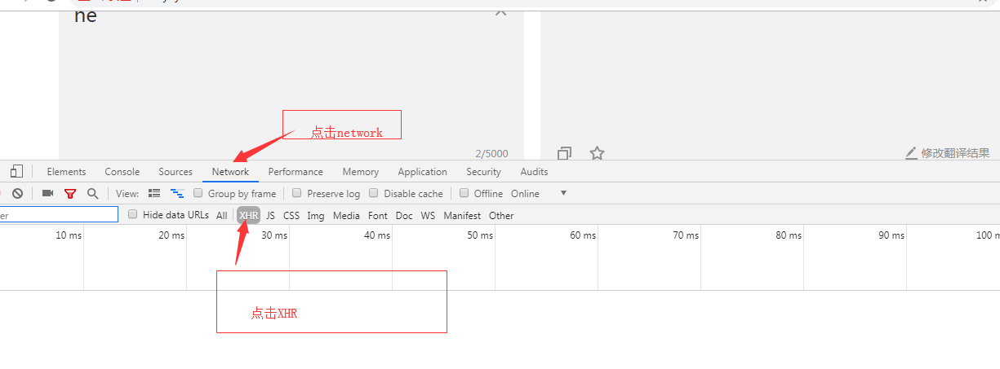 ne
点击network
2/5000
修改翻译结果
Elements Console Sources Network Performance Memory Application Security Audits
View: Group by frame Preserve log Disable cache Offline Online
er Hide data URLs All XHR JS CSS Img Media Font Doc WS Manifest Other
10 ms 20 ms 30 ms 40 ms 50 ms 60 ms 70 ms 80 ms 90 ms 100 m
点击XHR